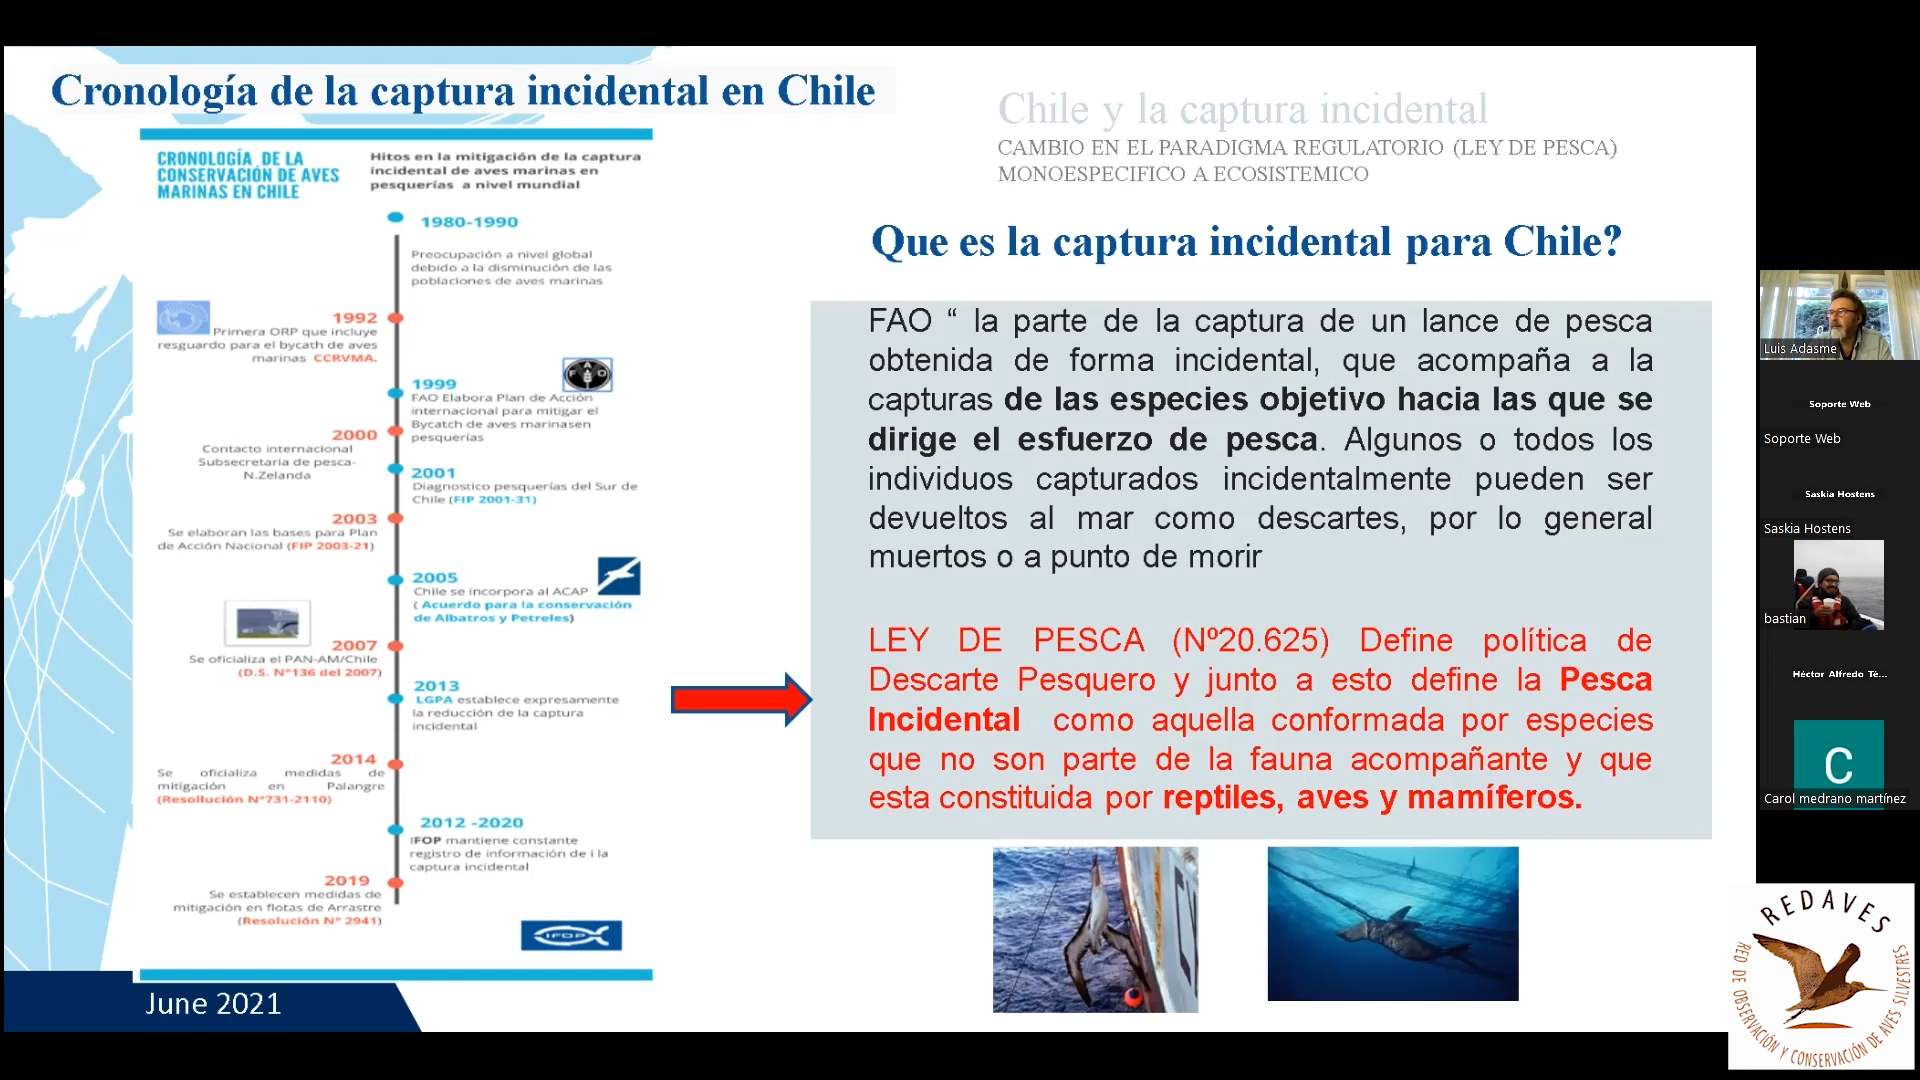 Cronología de la captura incidental en Chile
CRONOLOGÍA DE LA
CONSERVACIÓN DE AVES
MARINAS EN CHILE
Hitos en la mitigación de la captura
incidental de aves marinas en
pesquerías a nivel mundial
1980-1990
Preocupación a nivel global
debido a la disminución de las
poblaciones de aves marinas
1992
Primera ORP que incluye
resguardo para el bycath de aves
marinas CCRVMA.
1999
FAO Elabora Plan de Acción
internacional para mitigar el
Bycatch de aves marinasen
pesquerías
2000
Contacto internacional
Subsecretaria de pesca-
N.Zelanda
2001
Diagnostico pesquerías del Sur de
Chile (FIP 2001-31)
2003
Se elaboran las bases para Plan
de Acción Nacional (FIP 2003-21)
2005
Chile se incorpora al ACAP
( Acuerdo para la conservación
de Albatros y Petreles)
2007
Se oficializa el PAN-AM/Chile
(D.S. N°136 del 2007)
2013
LGPA establece expresamente
la reducción de la captura
incidental
2014
Se oficializa medidas de
mitigación en Palangre
(Resollución N°731-2110)
2012 -2020
IFOP mantiene constante
registro de información de i la
captura incidental
2019
Se establecen medidas de
mitigación en flotas de Arrastre
(Resolución N° 2941)
IFOP
June 2021
Chile y la captura incidental
CAMBIO EN EL PARADIGMA REGULATORIO (LEY DE PESCA)
MONOESPECIFICO A ECOSISTEMICO
Que es la captura incidental para Chile?
FAO “ la parte de la captura de un lance de pesca
obtenida de forma incidental, que acompaña a la
capturas de las especies objetivo hacia las que se
dirige el esfuerzo de pesca. Algunos o todos los
individuos capturados incidentalmente pueden ser
devueltos al mar como descartes, por lo general
muertos o a punto de morir
LEY DE PESCA (Nº20.625) Define política de
Descarte Pesquero y junto a esto define la Pesca
Incidental como aquella conformada por especies
que no son parte de la fauna acompañante y que
esta constituida por reptiles, aves y mamíferos.
Luis Adasme
Soporte Web
Soporte Web
Saskia Hostens
Saskia Hostens
bastian
Héctor Alfredo Té...
C
Carol medrano martínez
REDAVES
RED DE OBSERVACIÓN Y CONSERVACIÓN DE AVES SILVESTRES